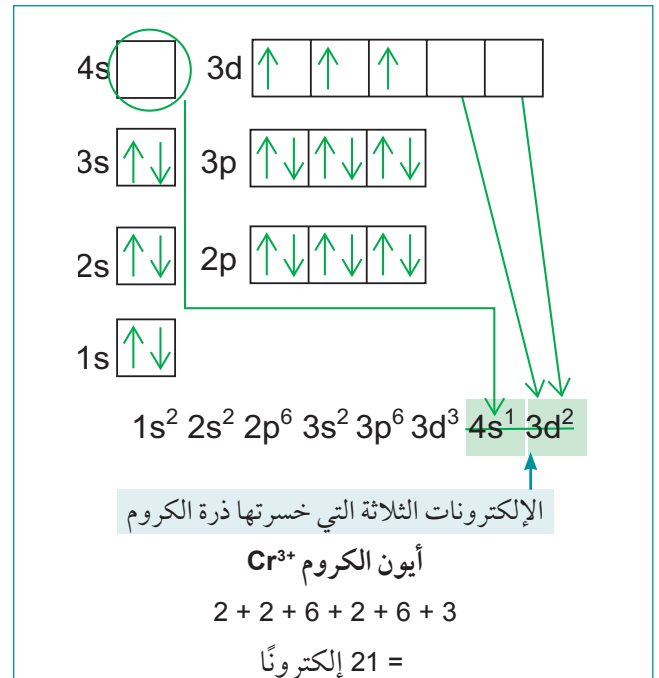 4s 3d
3s 3p
2s 2p
1s
1s² 2s² 2p⁶ 3s² 3p⁶ 3d³ 4s¹ 3d²
الإلكترونات الثلاثة التي خسرتها ذرة الكروم
أيون الكروم Cr³⁺
2 + 2 + 6 + 2 + 6 + 3
= 21 إلكترونًا